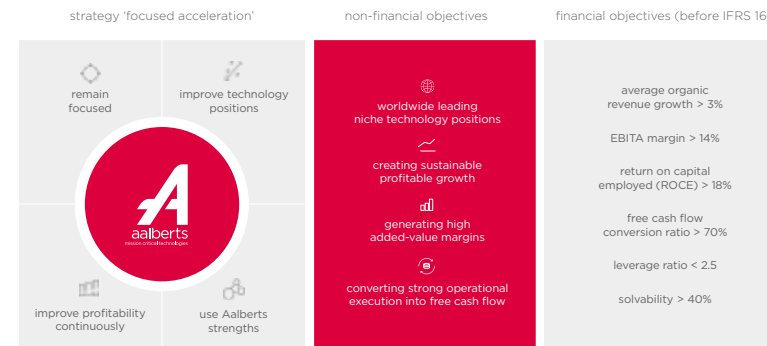 strategy ‘focused acceleration’
remain
focused
improve technology
positions
aalberts
mission critical technologies
improve profitability
continuously
use Aalberts
strengths
non-financial objectives
worldwide leading
niche technology positions
creating sustainable
profitable growth
generating high
added-value margins
converting strong operational
execution into free cash flow
financial objectives (before IFRS 16
average organic
revenue growth > 3%
EBITA margin > 14%
return on capital
employed (ROCE) > 18%
free cash flow
conversion ratio > 70%
leverage ratio < 2.5
solvability > 40%